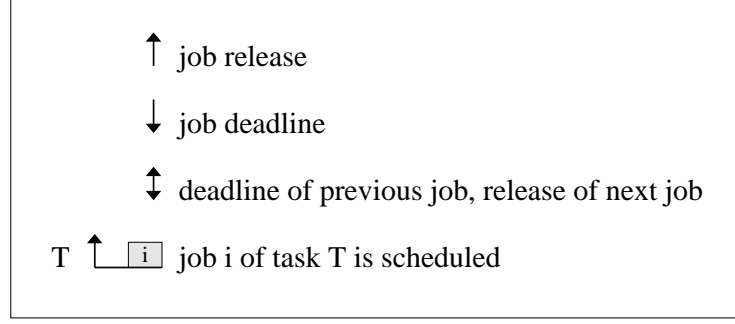 job release
job deadline
deadline of previous job, release of next job
T i job i of task T is scheduled